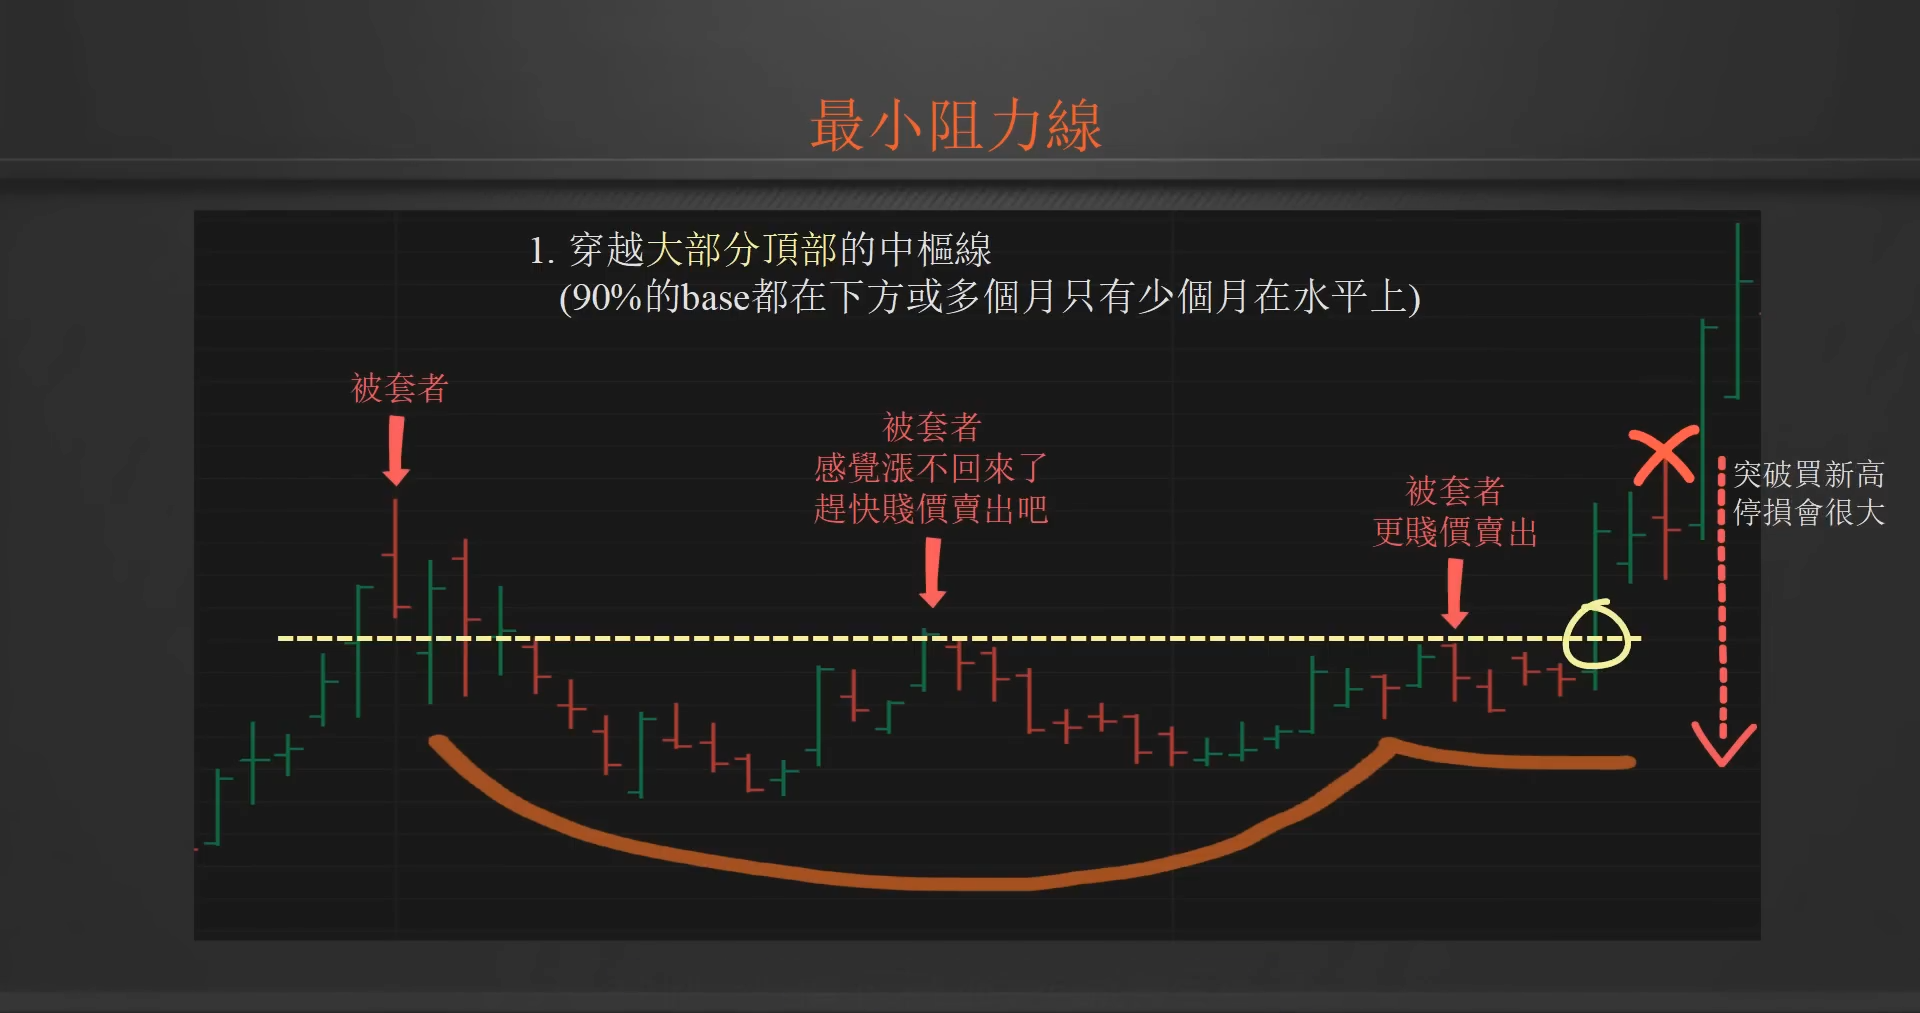 最小阻力線
1. 穿越大部分頂部的中樞線
(90%的base都在下方或多個月只有少個月在水平上)
被套者
被套者
感覺漲不回來了
趕快賤價賣出吧
被套者
更賤價賣出
突破買新高
停損會很大